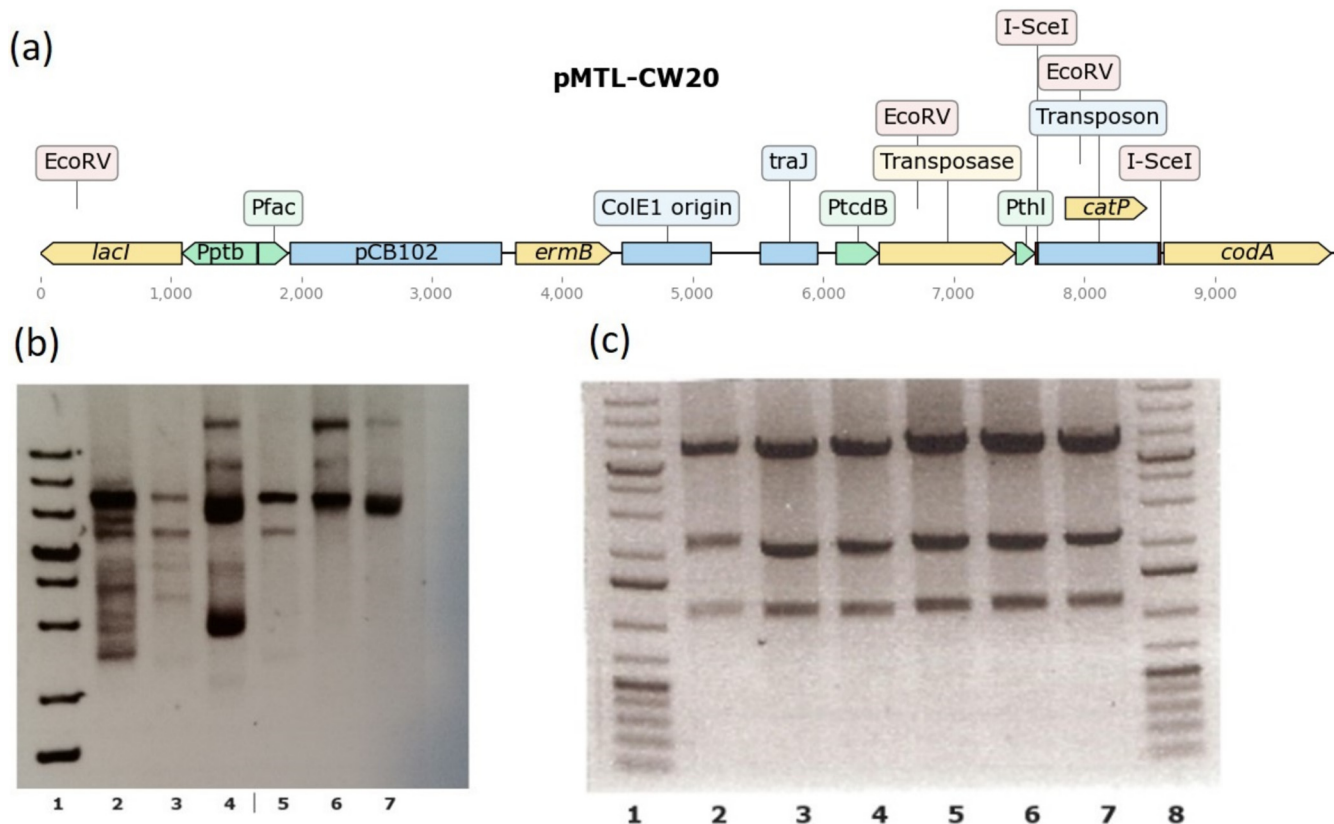 (a)
pMTL-CW20
I-SceI
EcoRV
EcoRV
Transposon
EcoRV
traJ
Transposase
I-SceI
Pfac
ColE1 origin
PtcdB
Pthl
catP
lacI
Pptb
pCB102
ermB
codA
0
1,000
2,000
3,000
4,000
5,000
6,000
7,000
8,000
9,000
(b)
(c)
1 2 3 4 | 5 6 7
1 2 3 4 5 6 7 8